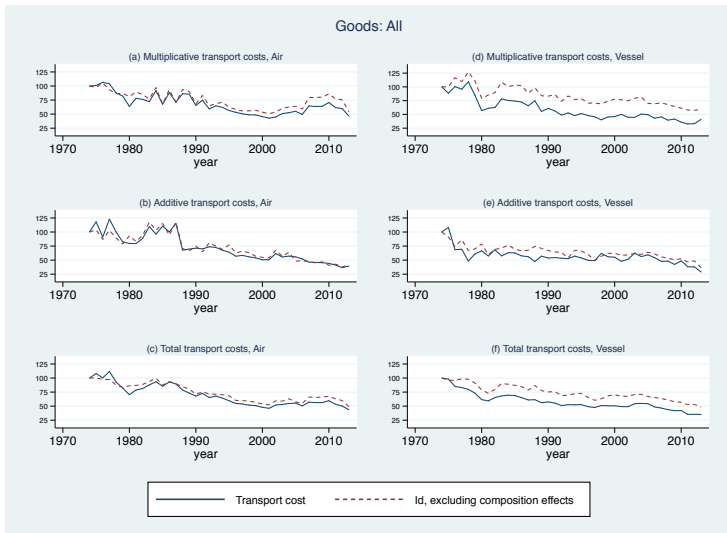 Goods: All
(a) Multiplicative transport costs, Air
125
100
75
50
25
1970 1980 1990 2000 2010
year
(d) Multiplicative transport costs, Vessel
125
100
75
50
25
1970 1980 1990 2000 2010
year
(b) Additive transport costs, Air
125
100
75
50
25
1970 1980 1990 2000 2010
year
(e) Additive transport costs, Vessel
125
100
75
50
25
1970 1980 1990 2000 2010
year
(c) Total transport costs, Air
125
100
75
50
25
1970 1980 1990 2000 2010
year
(f) Total transport costs, Vessel
125
100
75
50
25
1970 1980 1990 2000 2010
year
Transport cost Id, excluding composition effects